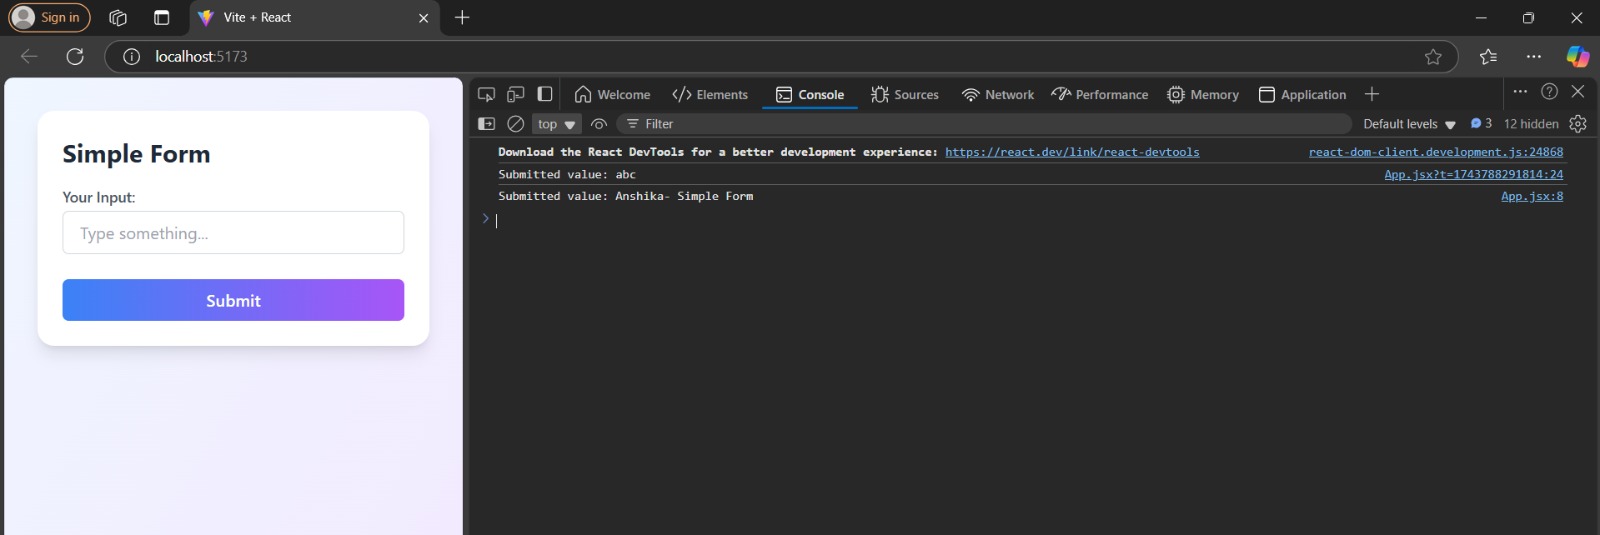 Sign in
Vite + React
localhost:5173
Welcome
</> Elements
Console
Sources
Network
Performance
Memory
Application
top
Filter
Default levels
3
12 hidden
Simple Form
Your Input:
Type something...
Submit
Download the React DevTools for a better development experience: https://react.dev/link/react-devtools react-dom-client.development.js:24868
Submitted value: abc App.jsx?t=1743788291814:24
Submitted value: Anshika- Simple Form App.jsx:8